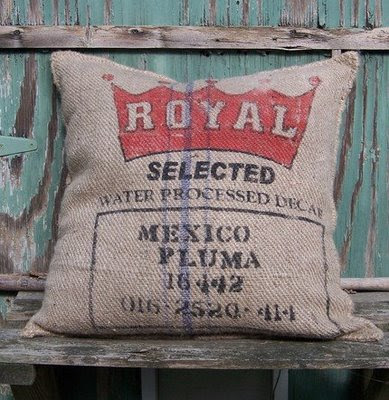 ROYAL
SELECTED
WATER PROCESSED DECAF
MEXICO
PLUMA
16442
016-2520-414